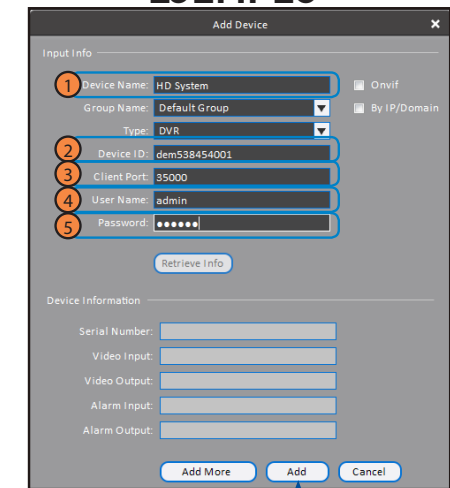 Add Device
Input Info
1 Device Name: HD System Onvif
Group Name: Default Group By IP/Domain
Type: DVR
2 Device ID: dem538454001
3 Client Port: 35000
4 User Name: admin
5 Password: ●●●●●●
Retrieve Info
Device Information
Serial Number:
Video Input:
Video Output:
Alarm Input:
Alarm Output:
Add More Add Cancel